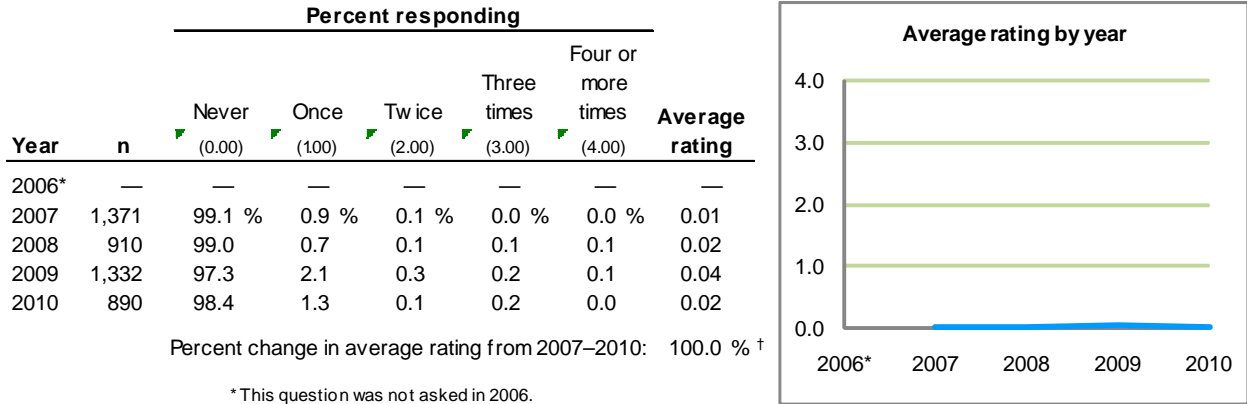 Percent responding
Year n Never (0.00) Once (1.00) Twice (2.00) Three times (3.00) Four or more times (4.00) Average rating
2006* — — — — — — —
2007 1,371 99.1 % 0.9 % 0.1 % 0.0 % 0.0 % 0.01
2008 910 99.0 0.7 0.1 0.1 0.1 0.02
2009 1,332 97.3 2.1 0.3 0.2 0.1 0.04
2010 890 98.4 1.3 0.1 0.2 0.0 0.02
Percent change in average rating from 2007–2010: 100.0 % †
* This question was not asked in 2006.
Average rating by year
4.0
3.0
2.0
1.0
0.0
2006* 2007 2008 2009 2010